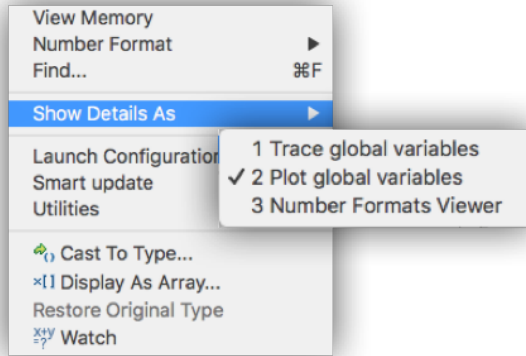 View Memory
Number Format
Find... ⌘F
Show Details As
1 Trace global variables
✓ 2 Plot global variables
3 Number Formats Viewer
Launch Configuration
Smart update
Utilities
Cast To Type...
×[] Display As Array...
Restore Original Type
x+y=? Watch